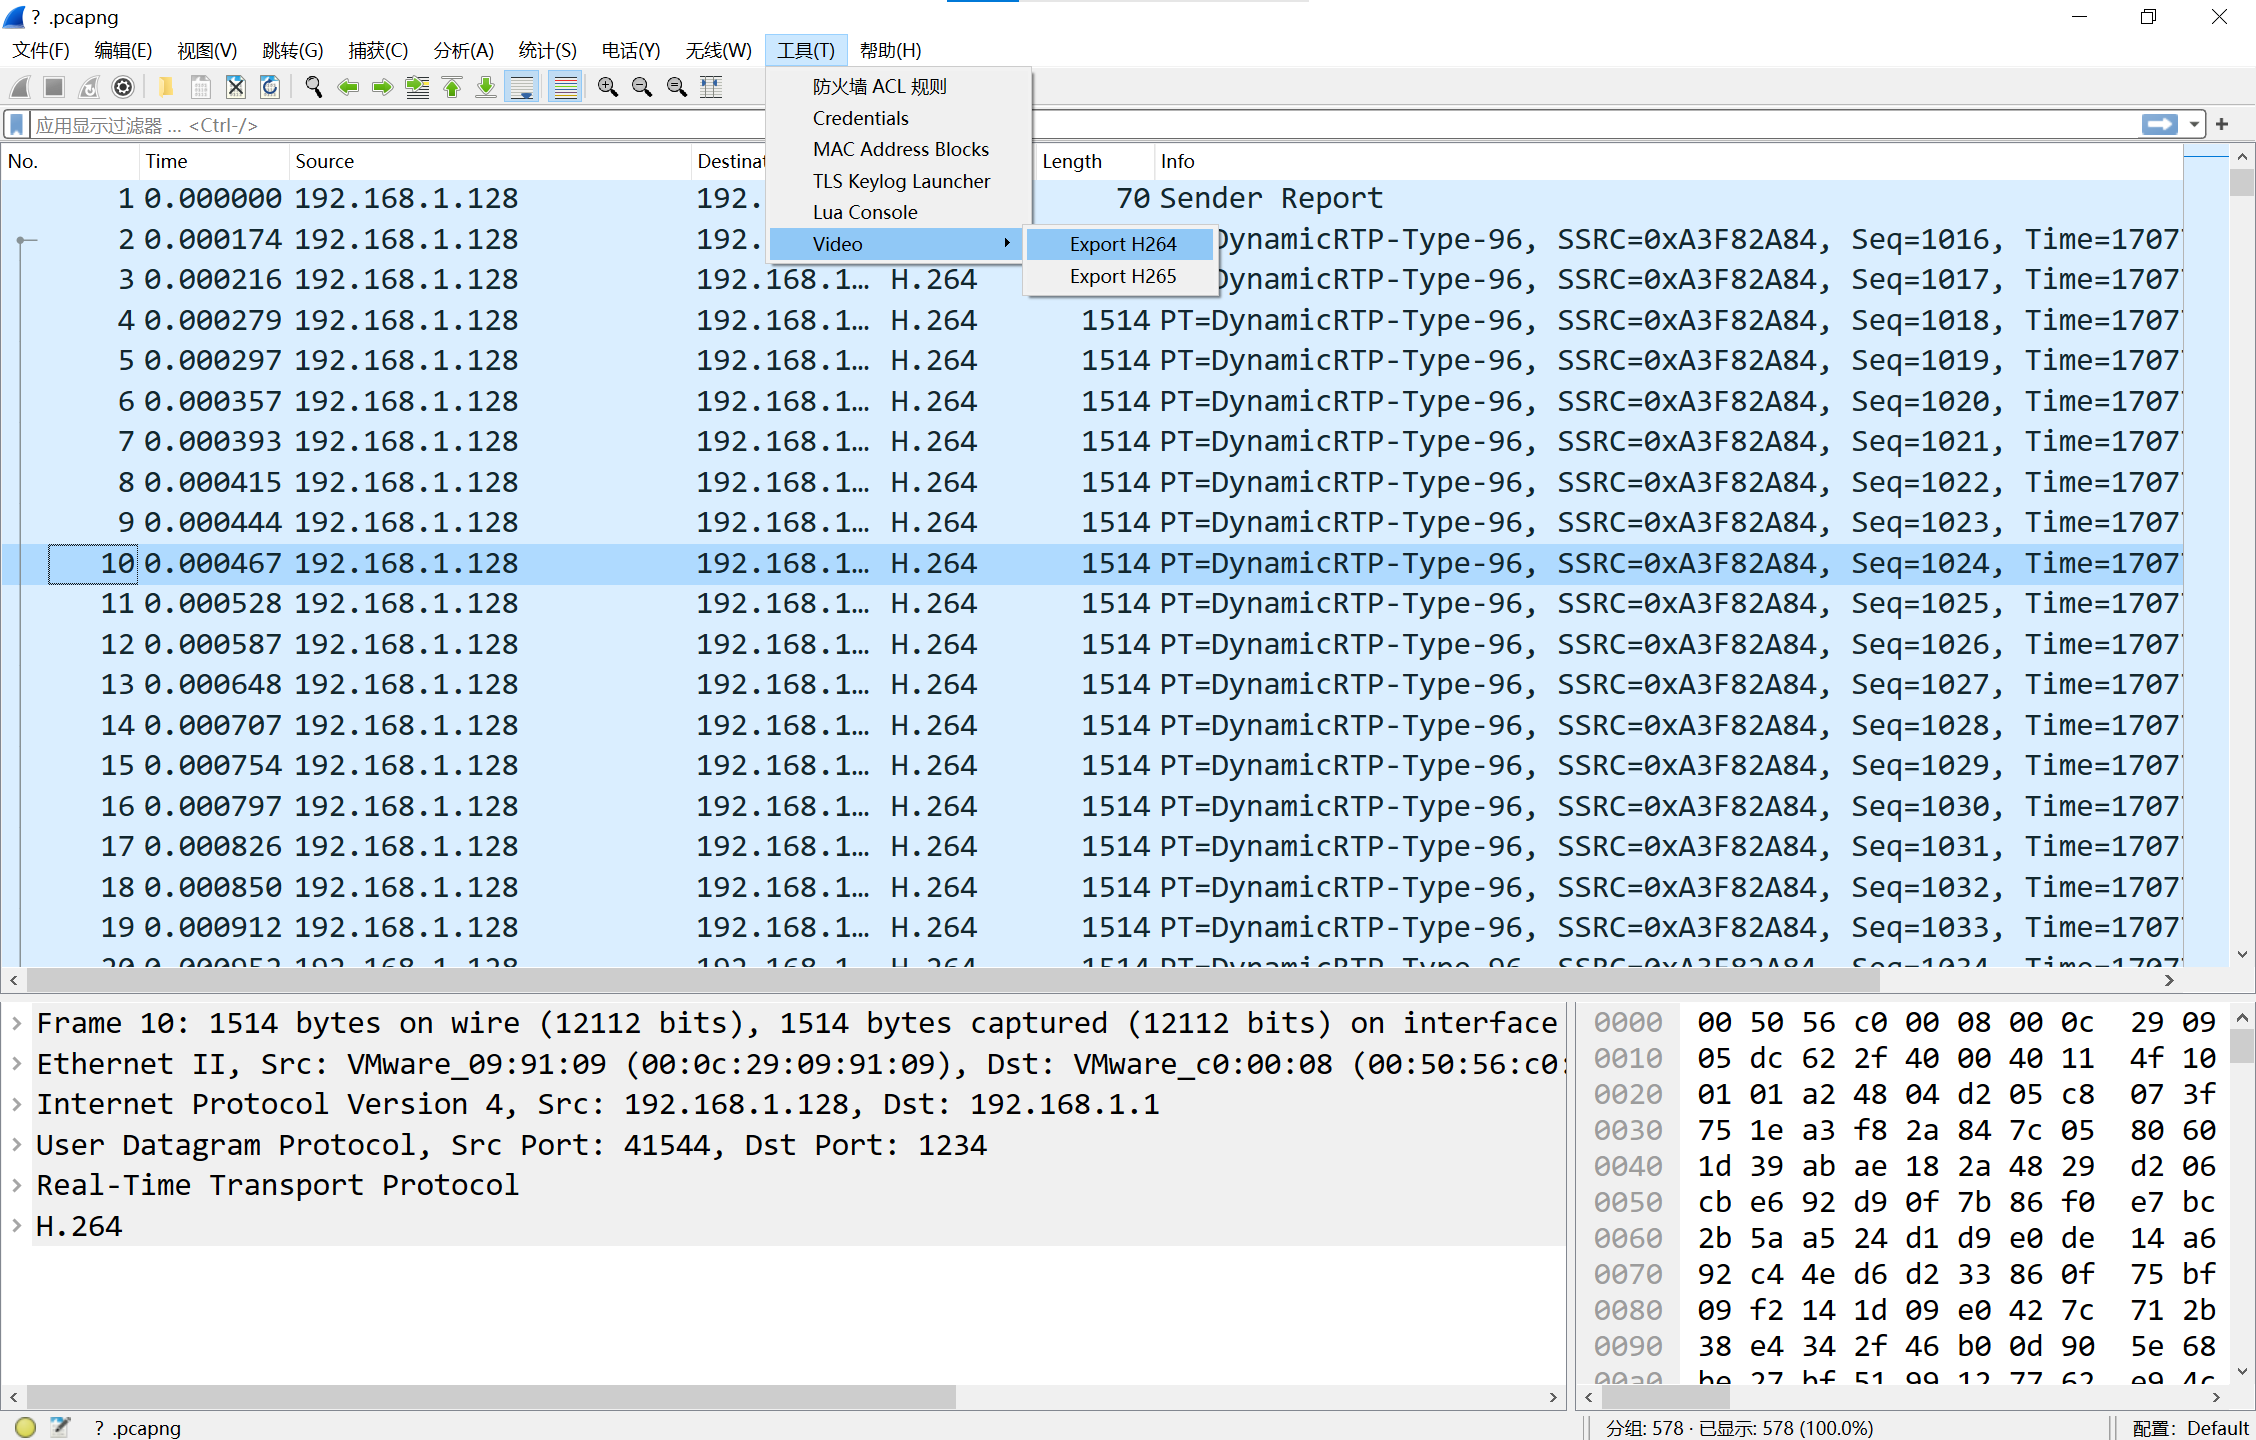 ? .pcapng
文件(F) 编辑(E) 视图(V) 跳转(G) 捕获(C) 分析(A) 统计(S) 电话(Y) 无线(W) 工具(T) 帮助(H)
防火墙 ACL 规则
Credentials
MAC Address Blocks
TLS Keylog Launcher
Lua Console
Video
Export H264
Export H265
应用显示过滤器 … <Ctrl-/>
No. Time Source Destinat Length Info
1 0.000000 192.168.1.128 192. 70 Sender Report
2 0.000174 192.168.1.128 192. DynamicRTP-Type-96, SSRC=0xA3F82A84, Seq=1016, Time=1707
3 0.000216 192.168.1.128 192.168.1… H.264 DynamicRTP-Type-96, SSRC=0xA3F82A84, Seq=1017, Time=1707
4 0.000279 192.168.1.128 192.168.1… H.264 1514 PT=DynamicRTP-Type-96, SSRC=0xA3F82A84, Seq=1018, Time=1707
5 0.000297 192.168.1.128 192.168.1… H.264 1514 PT=DynamicRTP-Type-96, SSRC=0xA3F82A84, Seq=1019, Time=1707
6 0.000357 192.168.1.128 192.168.1… H.264 1514 PT=DynamicRTP-Type-96, SSRC=0xA3F82A84, Seq=1020, Time=1707
7 0.000393 192.168.1.128 192.168.1… H.264 1514 PT=DynamicRTP-Type-96, SSRC=0xA3F82A84, Seq=1021, Time=1707
8 0.000415 192.168.1.128 192.168.1… H.264 1514 PT=DynamicRTP-Type-96, SSRC=0xA3F82A84, Seq=1022, Time=1707
9 0.000444 192.168.1.128 192.168.1… H.264 1514 PT=DynamicRTP-Type-96, SSRC=0xA3F82A84, Seq=1023, Time=1707
10 0.000467 192.168.1.128 192.168.1… H.264 1514 PT=DynamicRTP-Type-96, SSRC=0xA3F82A84, Seq=1024, Time=1707
11 0.000528 192.168.1.128 192.168.1… H.264 1514 PT=DynamicRTP-Type-96, SSRC=0xA3F82A84, Seq=1025, Time=1707
12 0.000587 192.168.1.128 192.168.1… H.264 1514 PT=DynamicRTP-Type-96, SSRC=0xA3F82A84, Seq=1026, Time=1707
13 0.000648 192.168.1.128 192.168.1… H.264 1514 PT=DynamicRTP-Type-96, SSRC=0xA3F82A84, Seq=1027, Time=1707
14 0.000707 192.168.1.128 192.168.1… H.264 1514 PT=DynamicRTP-Type-96, SSRC=0xA3F82A84, Seq=1028, Time=1707
15 0.000754 192.168.1.128 192.168.1… H.264 1514 PT=DynamicRTP-Type-96, SSRC=0xA3F82A84, Seq=1029, Time=1707
16 0.000797 192.168.1.128 192.168.1… H.264 1514 PT=DynamicRTP-Type-96, SSRC=0xA3F82A84, Seq=1030, Time=1707
17 0.000826 192.168.1.128 192.168.1… H.264 1514 PT=DynamicRTP-Type-96, SSRC=0xA3F82A84, Seq=1031, Time=1707
18 0.000850 192.168.1.128 192.168.1… H.264 1514 PT=DynamicRTP-Type-96, SSRC=0xA3F82A84, Seq=1032, Time=1707
19 0.000912 192.168.1.128 192.168.1… H.264 1514 PT=DynamicRTP-Type-96, SSRC=0xA3F82A84, Seq=1033, Time=1707
Frame 10: 1514 bytes on wire (12112 bits), 1514 bytes captured (12112 bits) on interface
Ethernet II, Src: VMware_09:91:09 (00:0c:29:09:91:09), Dst: VMware_c0:00:08 (00:50:56:c0:
Internet Protocol Version 4, Src: 192.168.1.128, Dst: 192.168.1.1
User Datagram Protocol, Src Port: 41544, Dst Port: 1234
Real-Time Transport Protocol
H.264
0000 00 50 56 c0 00 08 00 0c 29 09
0010 05 dc 62 2f 40 00 40 11 4f 10
0020 01 01 a2 48 04 d2 05 c8 07 3f
0030 75 1e a3 f8 2a 84 7c 05 80 60
0040 1d 39 ab ae 18 2a 48 29 d2 06
0050 cb e6 92 d9 0f 7b 86 f0 e7 bc
0060 2b 5a a5 24 d1 d9 e0 de 14 a6
0070 92 c4 4e d6 d2 33 86 0f 75 bf
0080 09 f2 14 1d 09 e0 42 7c 71 2b
0090 38 e4 34 2f 46 b0 0d 90 5e 68
? .pcapng
分组: 578 · 已显示: 578 (100.0%)
配置: Default